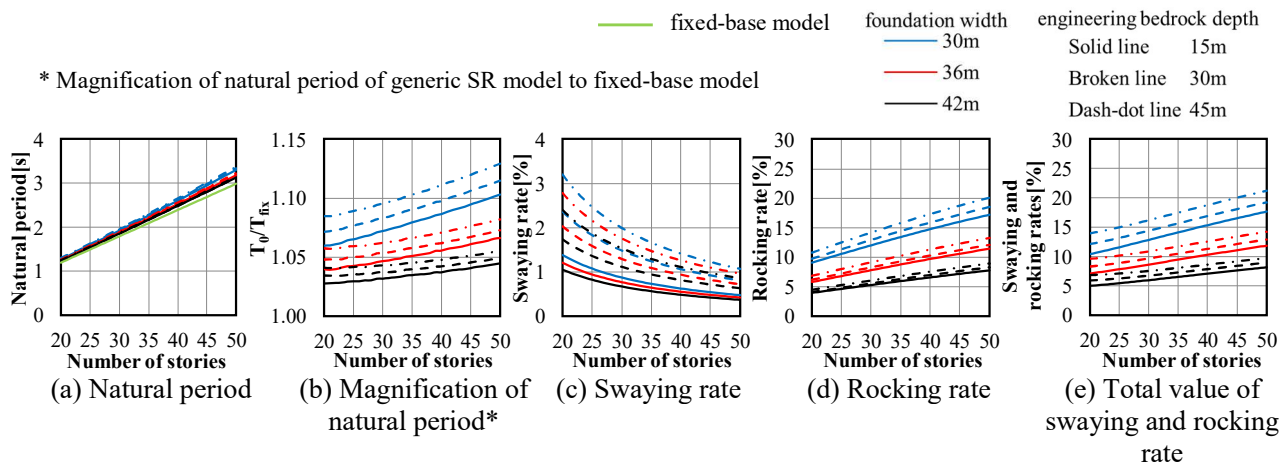 fixed-base model
foundation width
30m
36m
42m
engineering bedrock depth
Solid line 15m
Broken line 30m
Dash-dot line 45m
* Magnification of natural period of generic SR model to fixed-base model
Natural period[s]
4
3
2
1
0
20 25 30 35 40 45 50
Number of stories
(a) Natural period
T0/Tfix
1.15
1.10
1.05
1.00
20 25 30 35 40 45 50
Number of stories
(b) Magnification of
natural period*
Swaying rate[%]
4
3
2
1
0
20 25 30 35 40 45 50
Number of stories
(c) Swaying rate
Rocking rate[%]
30
25
20
15
10
5
0
20 25 30 35 40 45 50
Number of stories
(d) Rocking rate
Swaying and
rocking rates[%]
30
25
20
15
10
5
0
20 25 30 35 40 45 50
Number of stories
(e) Total value of
swaying and rocking
rate